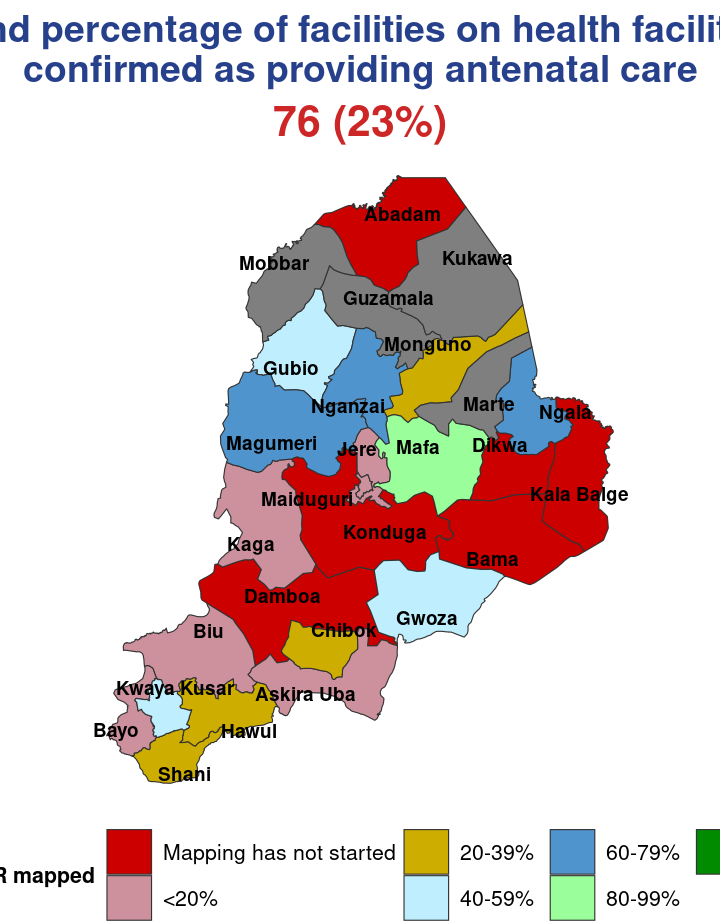 nd percentage of facilities on health facilit
confirmed as providing antenatal care
76 (23%)
Abadam
Kukawa
Mobbar
Guzamala
Monguno
Gubio
Nganzai
Marte
Ngala
Magumeri
Jere
Mafa
Dikwa
Maiduguri
Kala Balge
Konduga
Kaga
Bama
Damboa
Gwoza
Biu
Chibok
Kwaya Kusar
Askira Uba
Bayo
Hawul
Shani
R mapped
Mapping has not started
20-39%
60-79%
<20%
40-59%
80-99%